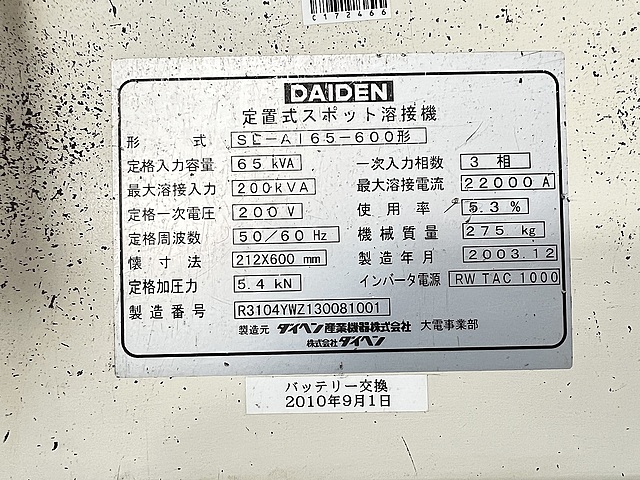 C172466
DAIDEN
定置式スポット溶接機
形式 SL-AI65-600形
定格入力容量 65 kVA 一次入力相数 3 相
最大溶接入力 200kVA 最大溶接電流 22000A
定格一次電圧 200 V 使用率 5.3 %
定格周波数 50/60 Hz 機械質量 275 kg
懐寸法 212X600 mm 製造年月 2003.12
定格加圧力 5.4 kN インバータ電源 RW TAC 1000
製造番号 R3104YWZ130081001
製造元 ダイヘン産業機器株式会社 大電事業部
株式会社ダイヘン
バッテリー交換
2010年9月1日